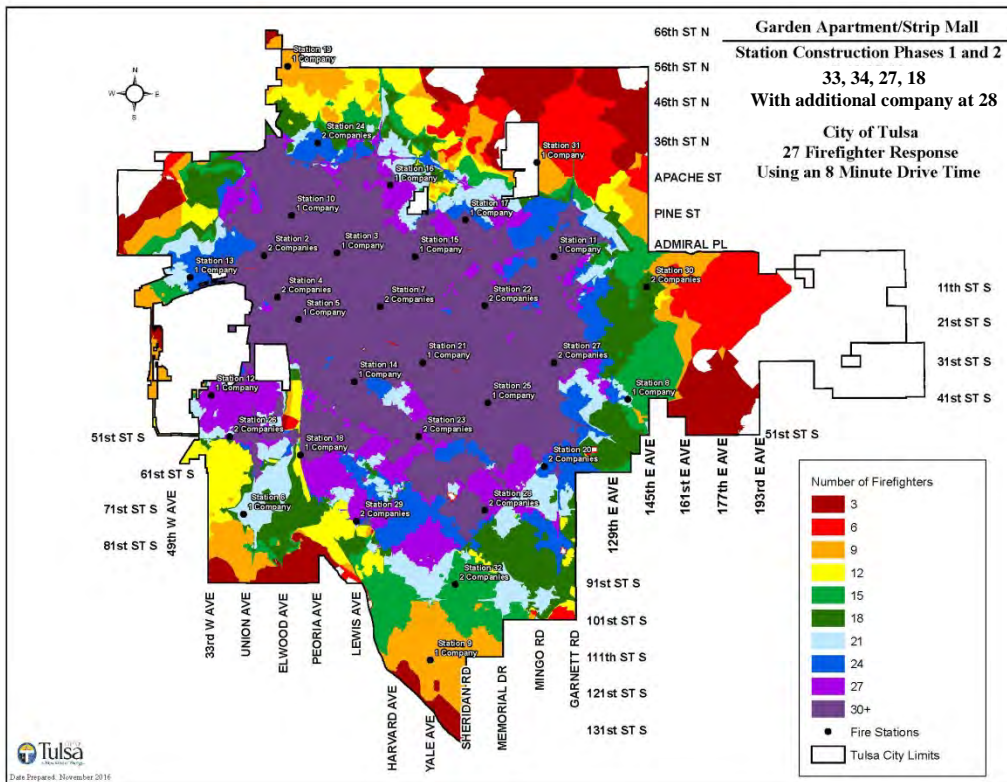 Garden Apartment/Strip Mall
Station Construction Phases 1 and 2
33, 34, 27, 18
With additional company at 28
City of Tulsa
27 Firefighter Response
Using an 8 Minute Drive Time
66th ST N
56th ST N
46th ST N
36th ST N
APACHE ST
PINE ST
ADMIRAL PL
11th ST S
21st ST S
31st ST S
41st ST S
51st ST S
N
W
E
S
Station 19
1 Company
Station 24
2 Companies
Station 31
1 Company
Station 16
1 Company
Station 10
1 Company
Station 17
1 Company
Station 2
2 Companies
Station 3
1 Company
Station 15
1 Company
Station 11
1 Company
Station 13
1 Company
Station 30
2 Companies
Station 4
2 Companies
Station 5
1 Company
Station 7
2 Companies
Station 22
2 Companies
Station 21
1 Company
Station 27
2 Companies
Station 14
1 Company
Station 12
1 Company
Station 25
1 Company
Station 8
1 Company
Station 26
2 Companies
Station 23
2 Companies
Station 18
1 Company
Station 20
2 Companies
Station 6
1 Company
Station 29
2 Companies
Station 28
2 Companies
Station 32
2 Companies
Station 9
1 Company
51st ST S
61st ST S
71st ST S
81st ST S
49th W AVE
33rd W AVE
UNION AVE
ELWOOD AVE
PEORIA AVE
LEWIS AVE
HARVARD AVE
YALE AVE
SHERIDAN RD
MEMORIAL DR
MINGO RD
GARNETT RD
129th E AVE
145th E AVE
161st E AVE
177th E AVE
193rd E AVE
91st ST S
101st ST S
111th ST S
121st ST S
131st ST S
Number of Firefighters
3
6
9
12
15
18
21
24
27
30+
Fire Stations
Tulsa City Limits
Tulsa
Date Prepared: November 2016